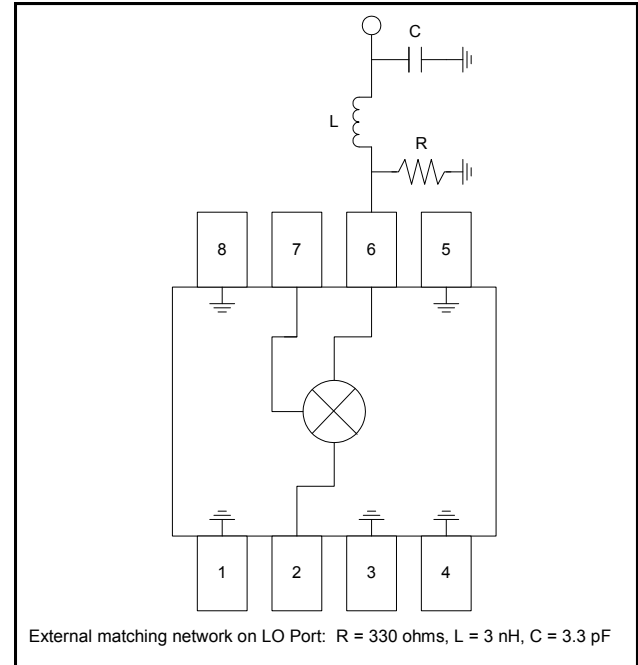 C
L
R
8 7 6 5
1 2 3 4
External matching network on LO Port: R = 330 ohms, L = 3 nH, C = 3.3 pF